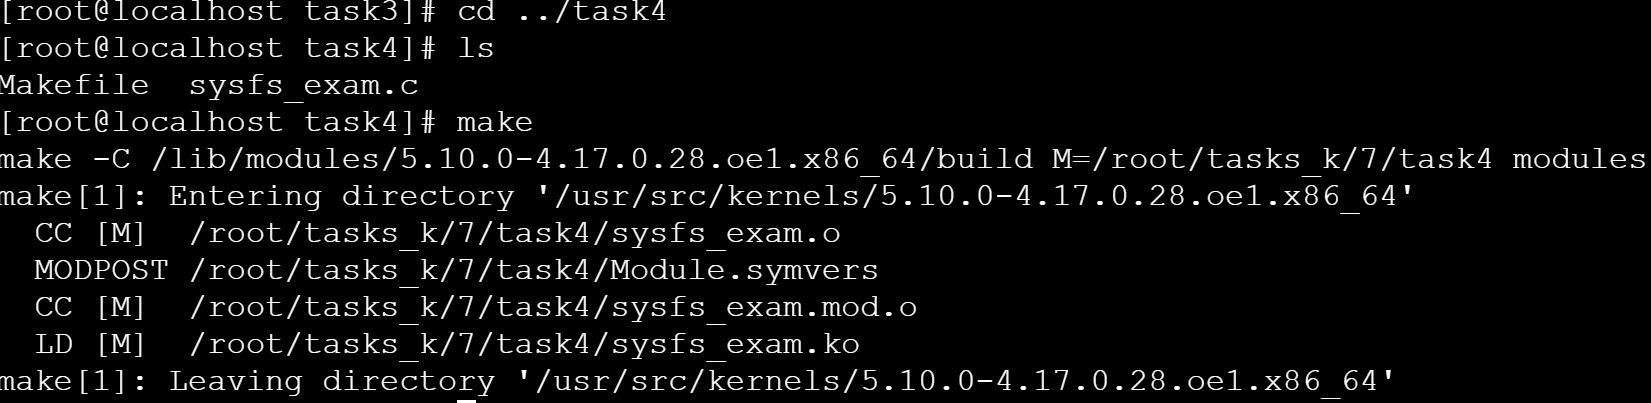 [root@localhost task3]# cd ../task4
[root@localhost task4]# ls
Makefile  sysfs_exam.c
[root@localhost task4]# make
make -C /lib/modules/5.10.0-4.17.0.28.oe1.x86_64/build M=/root/tasks_k/7/task4 modules
make[1]: Entering directory '/usr/src/kernels/5.10.0-4.17.0.28.oe1.x86_64'
  CC [M]  /root/tasks_k/7/task4/sysfs_exam.o
  MODPOST /root/tasks_k/7/task4/Module.symvers
  CC [M]  /root/tasks_k/7/task4/sysfs_exam.mod.o
  LD [M]  /root/tasks_k/7/task4/sysfs_exam.ko
make[1]: Leaving directory '/usr/src/kernels/5.10.0-4.17.0.28.oe1.x86_64'